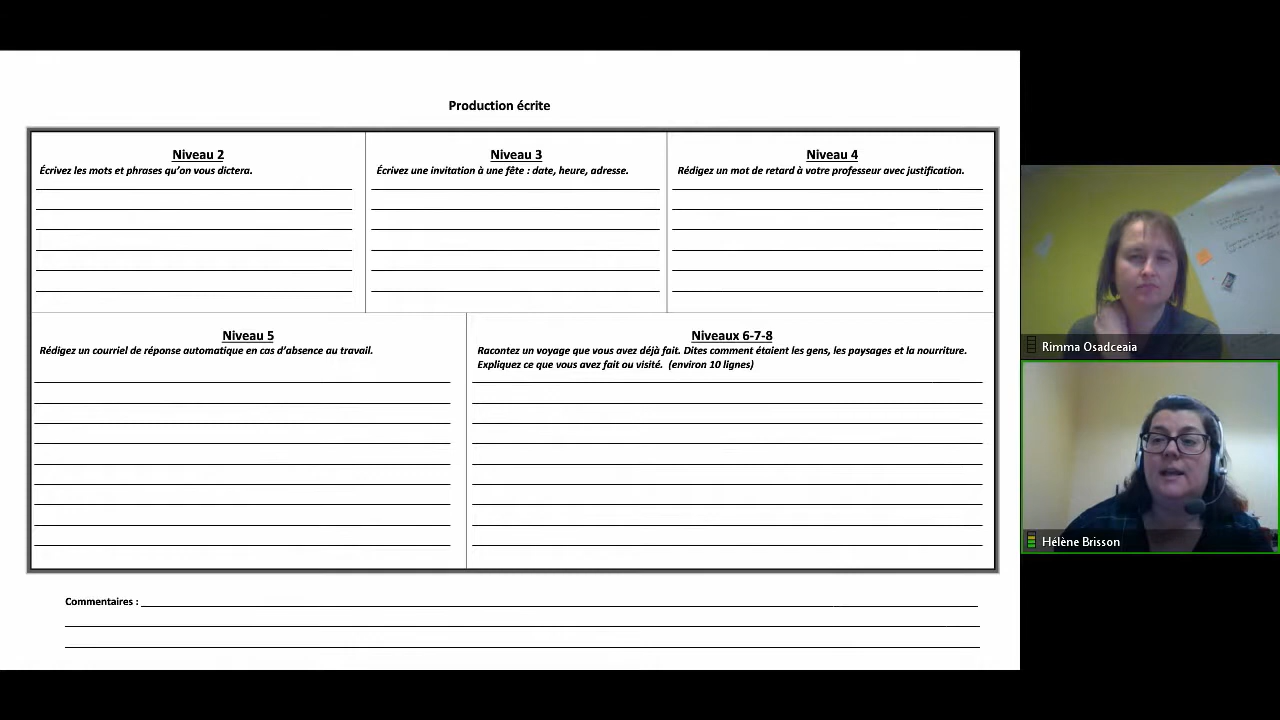 Production écrite
Niveau 2
Écrivez les mots et phrases qu’on vous dictera.
Niveau 3
Écrivez une invitation à une fête : date, heure, adresse.
Niveau 4
Rédigez un mot de retard à votre professeur avec justification.
Niveau 5
Rédigez un courriel de réponse automatique en cas d’absence au travail.
Niveaux 6-7-8
Racontez un voyage que vous avez déjà fait. Dites comment étaient les gens, les paysages et la nourriture.
Expliquez ce que vous avez fait ou visité. (environ 10 lignes)
Commentaires :
Rimma Osadceaia
Hélène Brisson